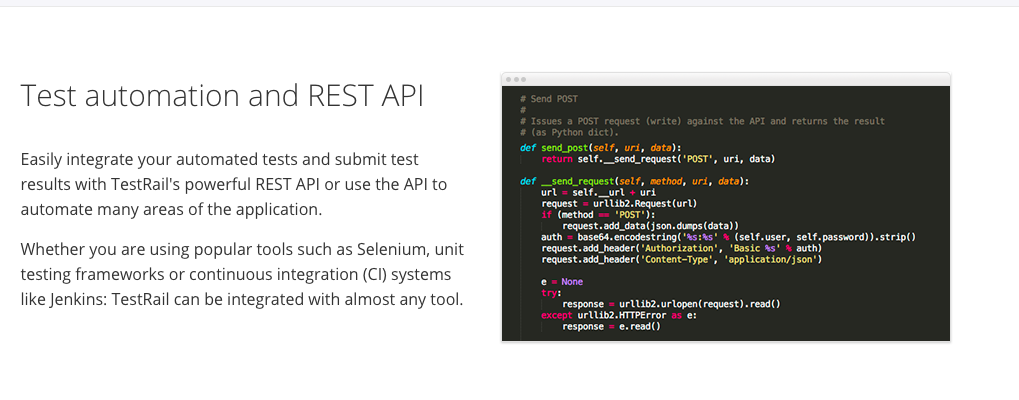 Test automation and REST API
Easily integrate your automated tests and submit test
results with TestRail's powerful REST API or use the API to
automate many areas of the application.
Whether you are using popular tools such as Selenium, unit
testing frameworks or continuous integration (CI) systems
like Jenkins: TestRail can be integrated with almost any tool.
# Send POST
#
# Issues a POST request (write) against the API and returns the result
# (as Python dict).
def send_post(self, uri, data):
    return self.__send_request('POST', uri, data)
def __send_request(self, method, uri, data):
    url = self.__url + uri
    request = urllib2.Request(url)
    if (method == 'POST'):
        request.add_data(json.dumps(data))
    auth = base64.encodestring('%s:%s' % (self.user, self.password)).strip()
    request.add_header('Authorization', 'Basic %s' % auth)
    request.add_header('Content-Type', 'application/json')
    e = None
    try:
        response = urllib2.urlopen(request).read()
    except urllib2.HTTPError as e:
        response = e.read()